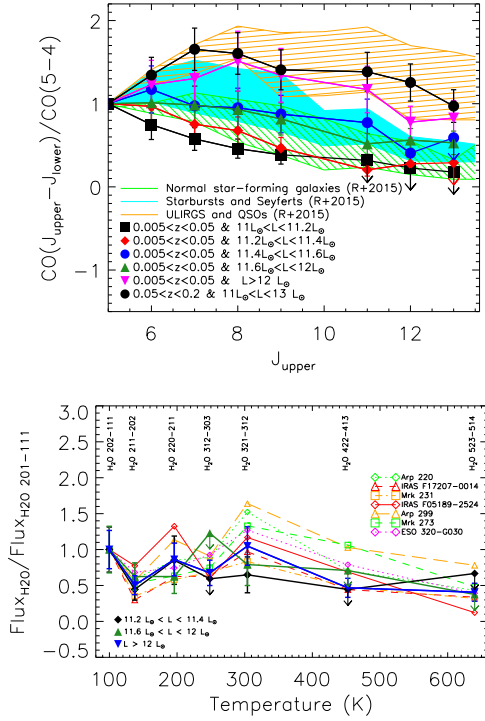 2
1
0
−1
CO(J_upper−J_lower)/CO(5−4)
Normal star−forming galaxies (R+2015)
Starbursts and Seyferts (R+2015)
ULIRGS and QSOs (R+2015)
0.005<z<0.05 & 11L⊙<L<11.2L⊙
0.005<z<0.05 & 11.2L⊙<L<11.4L⊙
0.005<z<0.05 & 11.4L⊙<L<11.6L⊙
0.005<z<0.05 & 11.6L⊙<L<12L⊙
0.005<z<0.05 & L>12 L⊙
0.05<z<0.2 & 11L⊙<L<13 L⊙
6 8 10 12
J_upper
3.0
2.5
2.0
1.5
1.0
0.5
0.0
−0.5
Flux_H2O/Flux_H2O 201−111
H2O 202−111
H2O 211−202
H2O 220−211
H2O 312−303
H2O 321−312
H2O 422−413
H2O 523−514
Arp 220
IRAS F17207−0014
Mrk 231
IRAS F05189−2524
Arp 299
Mrk 273
ESO 320−G030
11.2 L⊙ < L < 11.4 L⊙
11.6 L⊙ < L < 12 L⊙
L > 12 L⊙
100 200 300 400 500 600
Temperature (K)